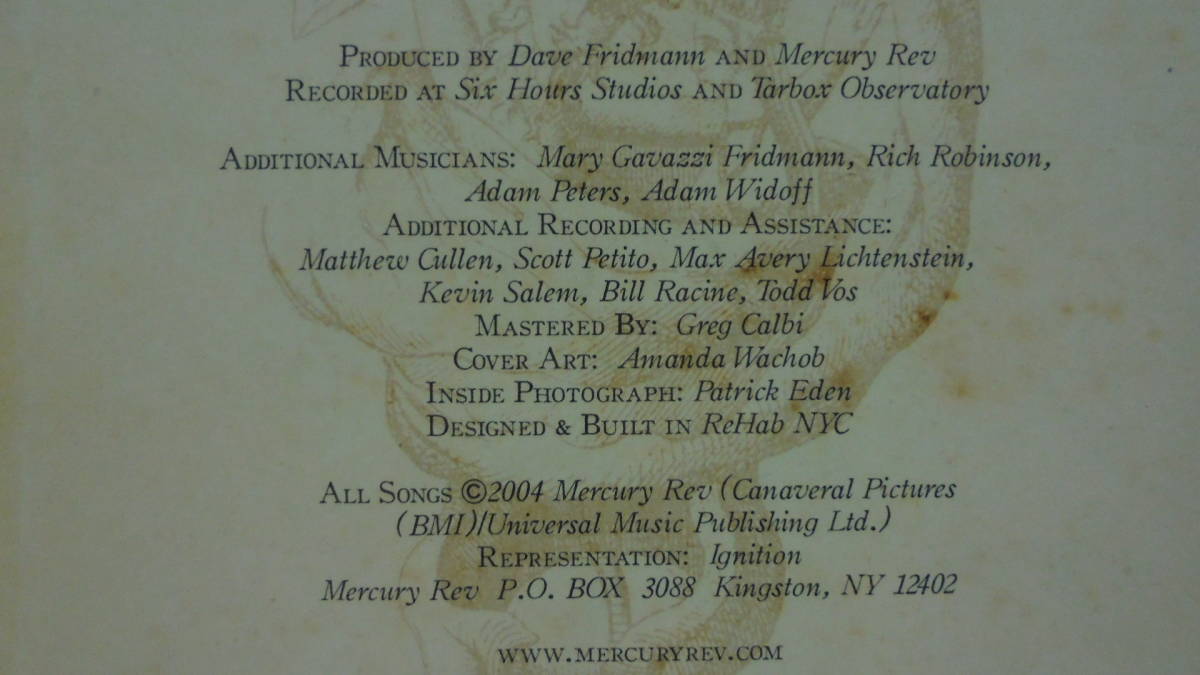 PRODUCED BY Dave Fridmann AND Mercury Rev
RECORDED AT Six Hours Studios AND Tarbox Observatory
ADDITIONAL MUSICIANS: Mary Gavazzi Fridmann, Rich Robinson,
Adam Peters, Adam Widoff
ADDITIONAL RECORDING AND ASSISTANCE:
Matthew Cullen, Scott Petito, Max Avery Lichtenstein,
Kevin Salem, Bill Racine, Todd Vos
MASTERED BY: Greg Calbi
COVER ART: Amanda Wachob
INSIDE PHOTOGRAPH: Patrick Eden
DESIGNED & BUILT IN ReHab NYC
ALL SONGS ©2004 Mercury Rev (Canaveral Pictures
(BMI)/Universal Music Publishing Ltd.)
REPRESENTATION: Ignition
Mercury Rev P.O. BOX 3088 Kingston, NY 12402
WWW.MERCURYREV.COM